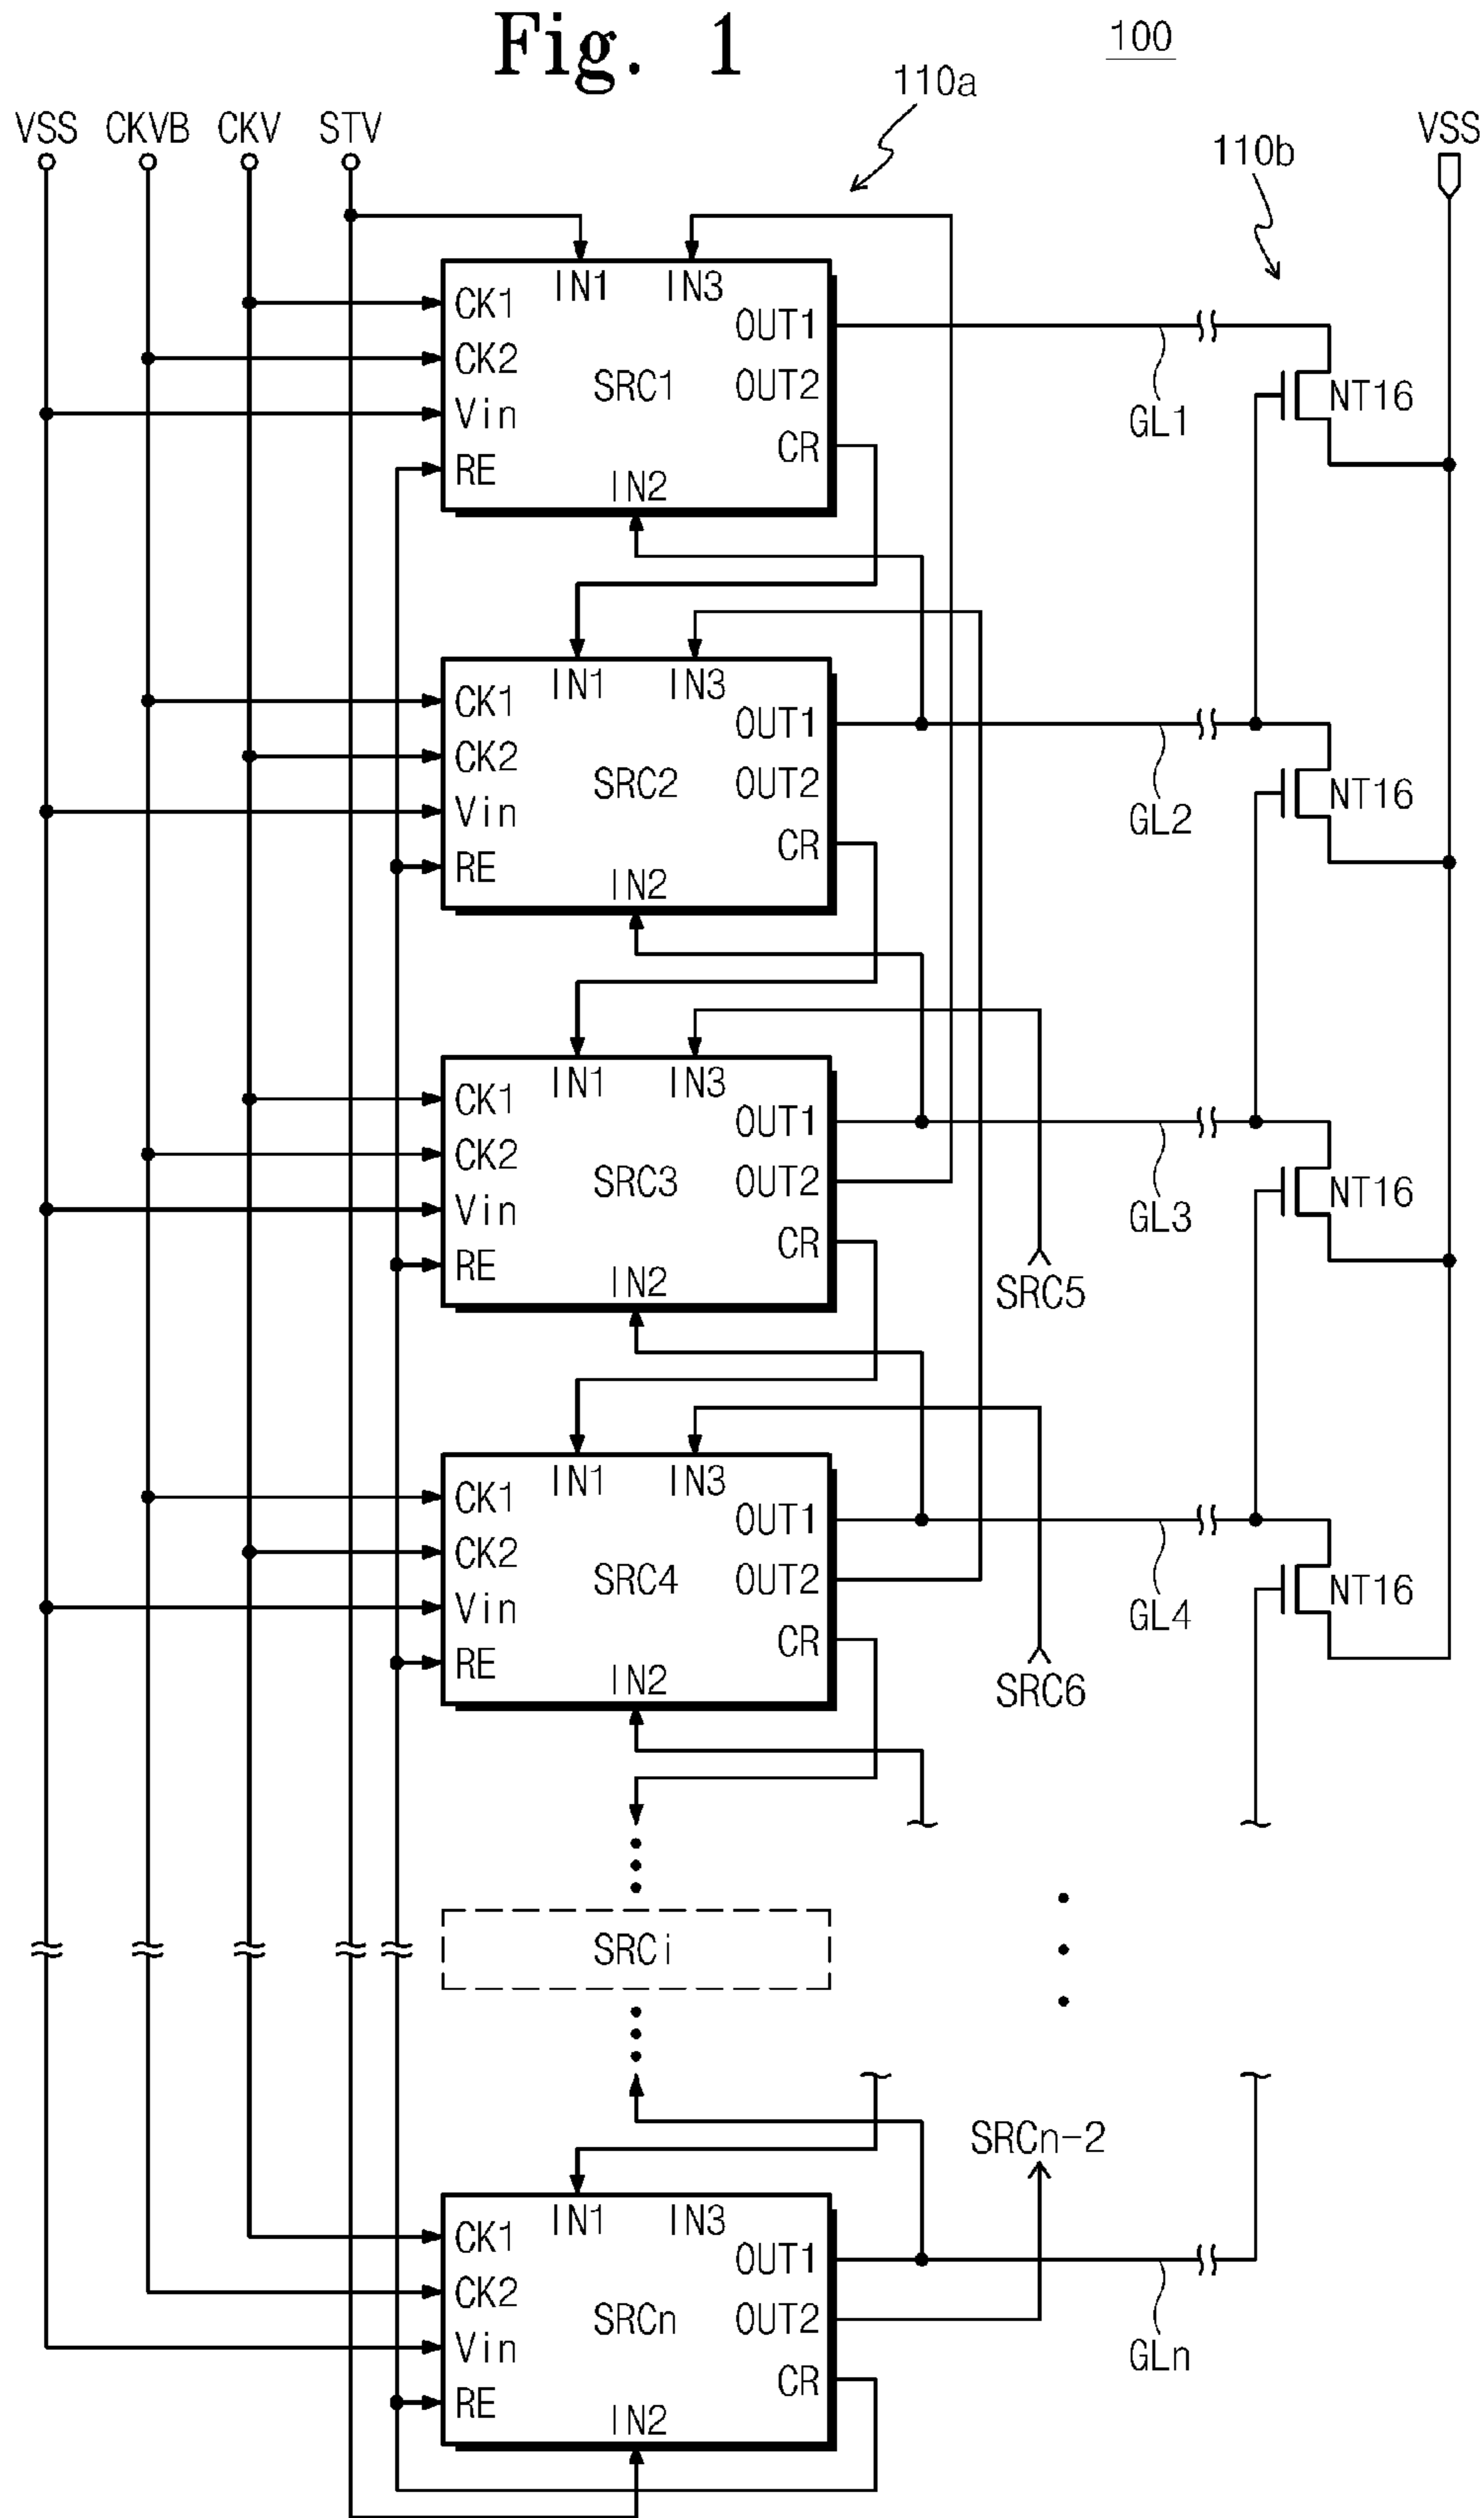 Fig. 1
100
110a
VSS CKVB CKV STV
110b
VSS
IN1 IN3
CK1
OUT1
CK2
SRC1
OUT2
NT16
Vin
GL1
CR
RE
IN2
IN1 IN3
CK1
OUT1
CK2
SRC2
OUT2
NT16
Vin
GL2
CR
RE
IN2
IN1 IN3
CK1
OUT1
CK2
SRC3
OUT2
NT16
Vin
GL3
CR
RE
IN2
SRC5
IN1 IN3
CK1
OUT1
CK2
SRC4
OUT2
NT16
Vin
GL4
CR
RE
IN2
SRC6
SRCi
SRCn-2
IN1 IN3
CK1
OUT1
CK2
SRCn
OUT2
Vin
GLn
CR
RE
IN2